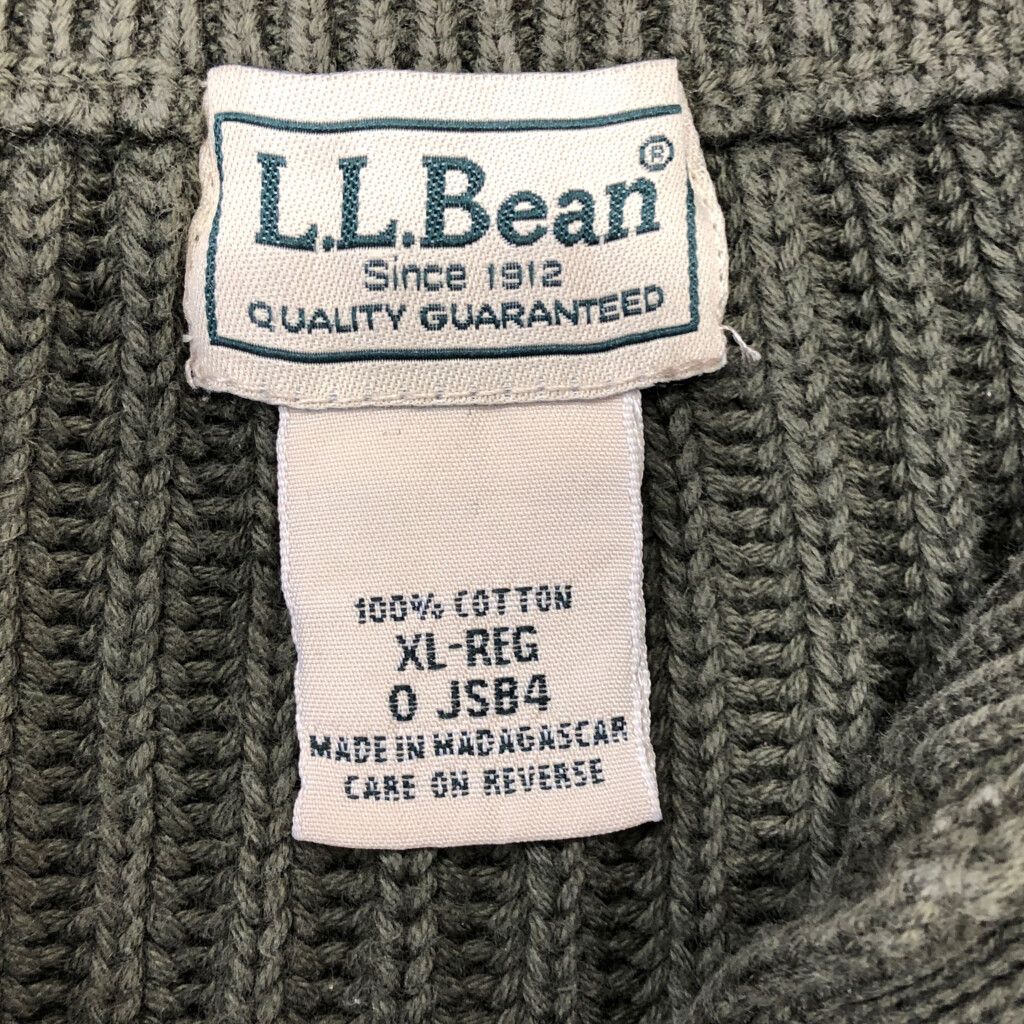 L.L.Bean®
Since 1912
QUALITY GUARANTEED
100% COTTON
XL-REG
0 JSB4
MADE IN MADAGASCAR
CARE ON REVERSE